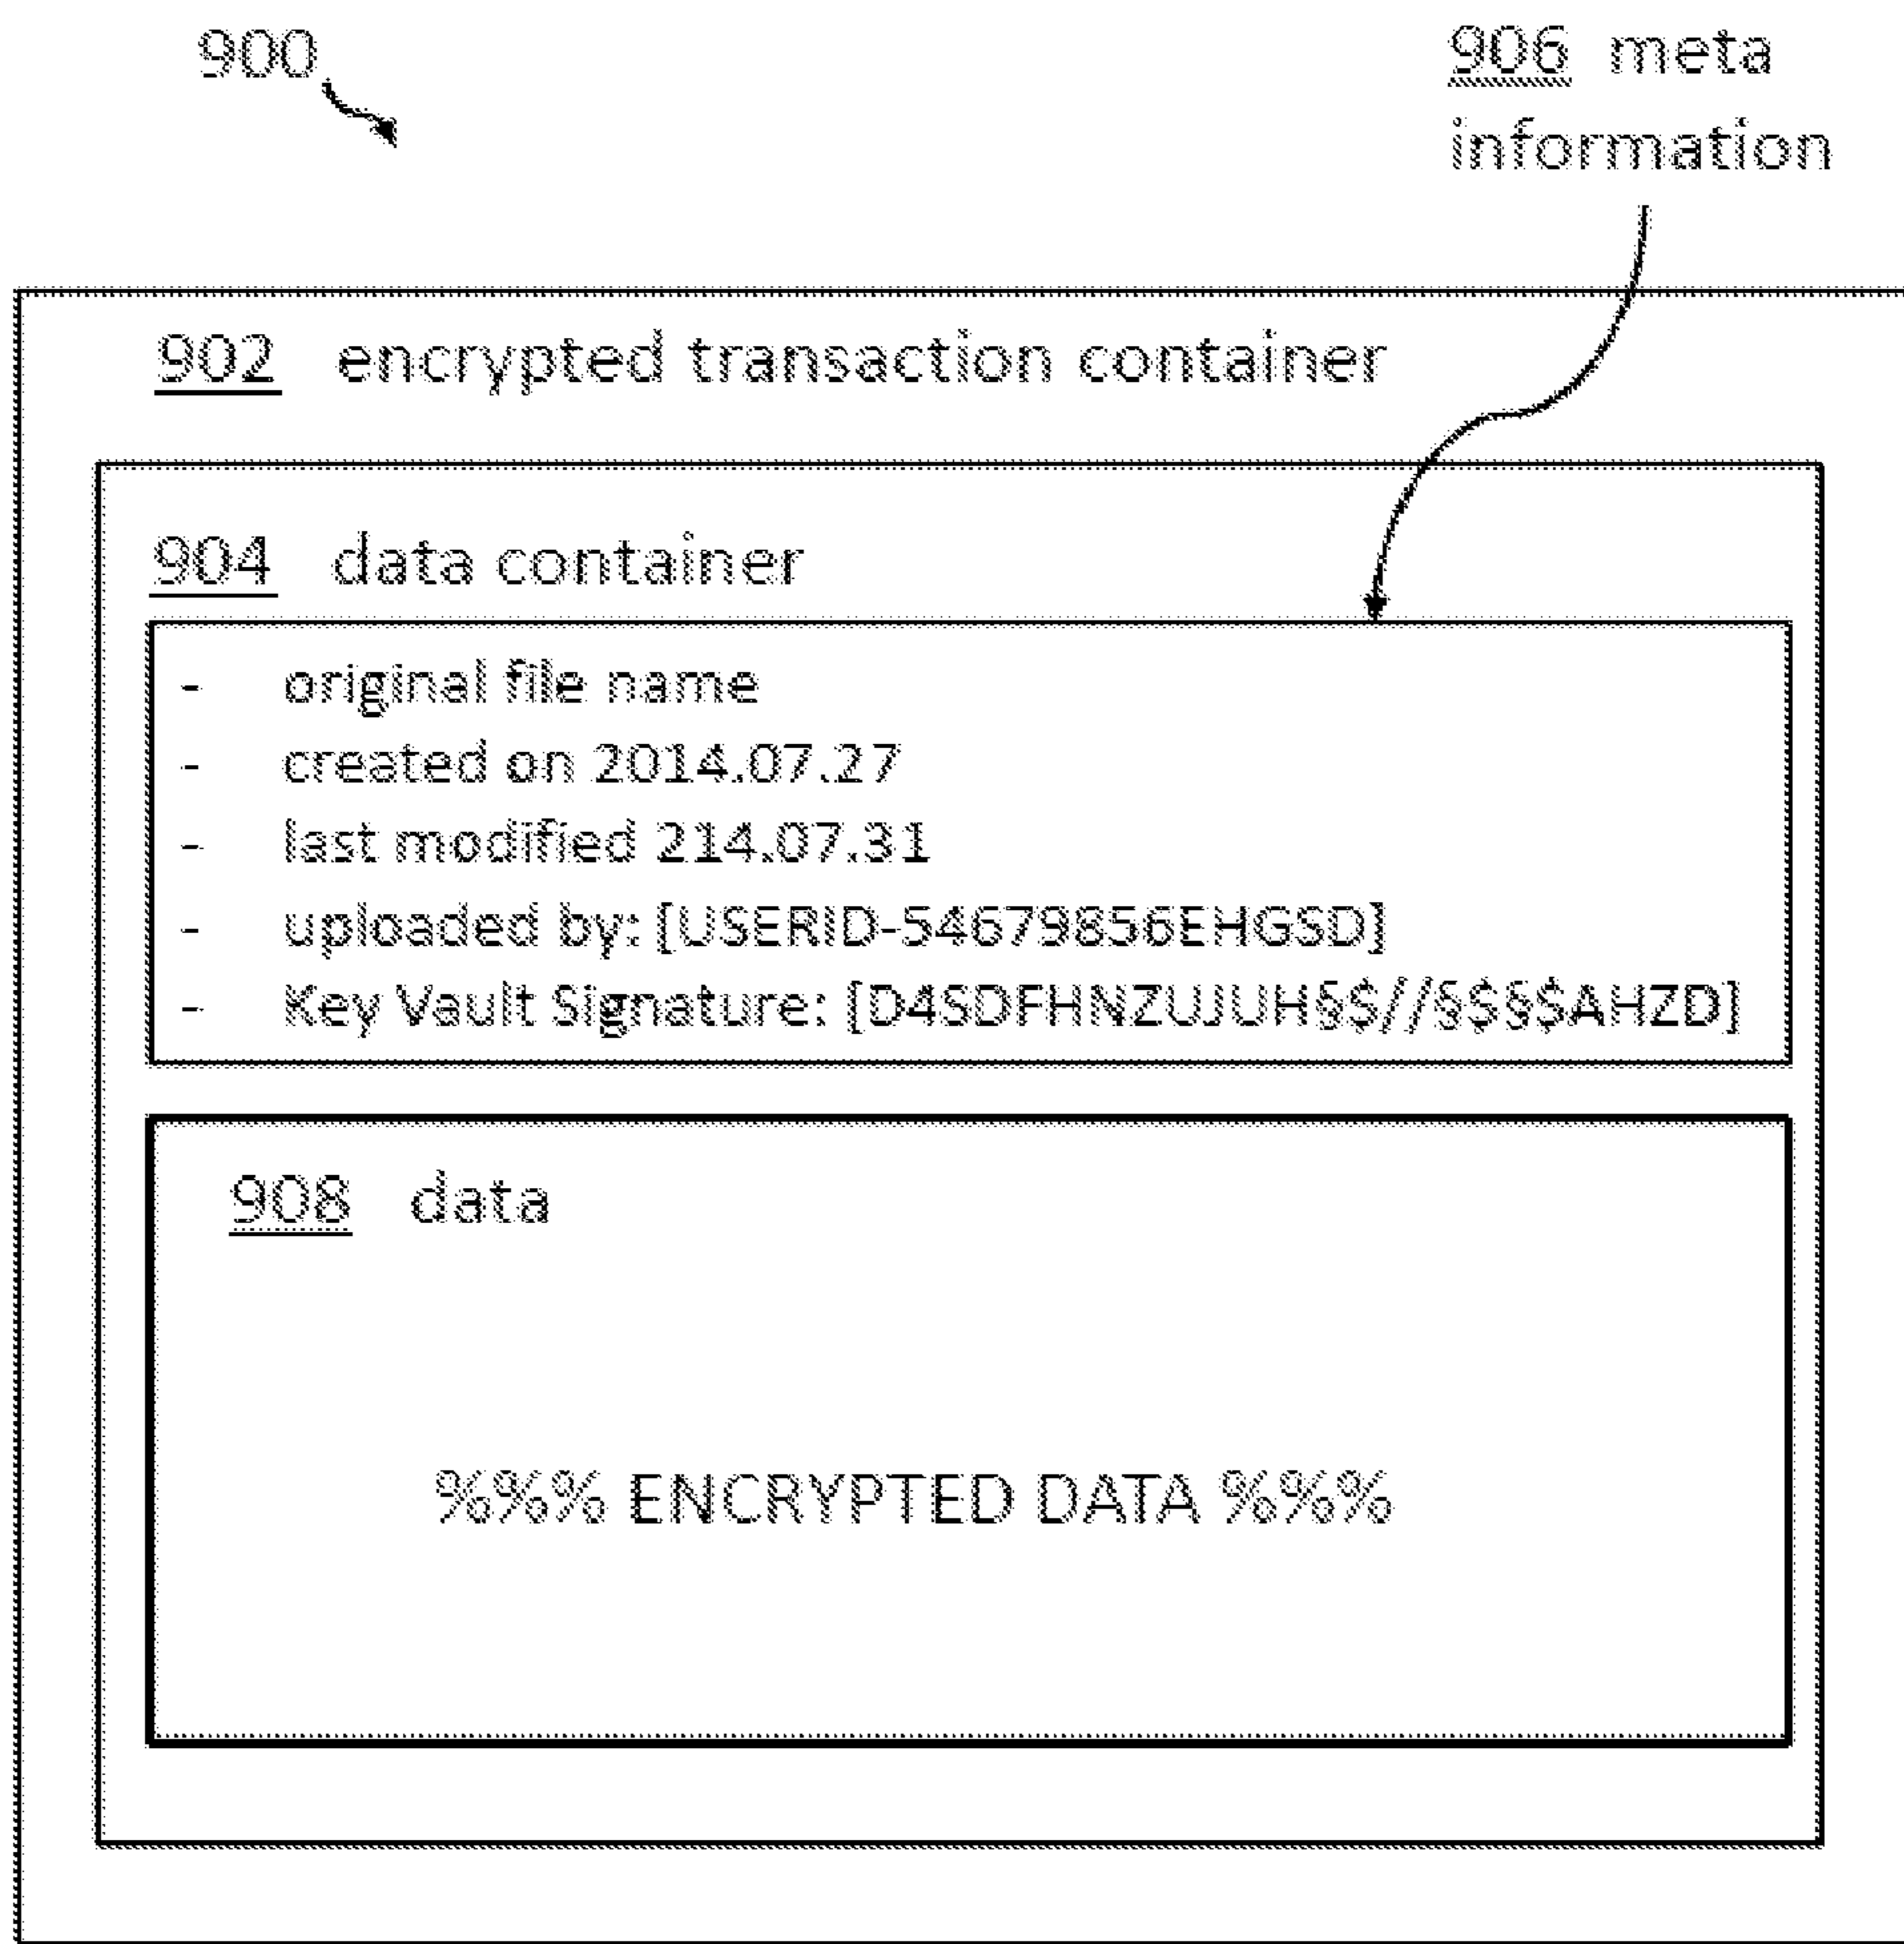 900
906 meta
information
902 encrypted transaction container
904 data container
- original file name
- created on 2014.07.27
- last modified 214.07.31
- uploaded by: [USERID-54679856EHGSD]
- Key Vault Signature: [D4SDFHNZUJUH§$//§$§$AHZD]
908 data
%%% ENCRYPTED DATA %%%